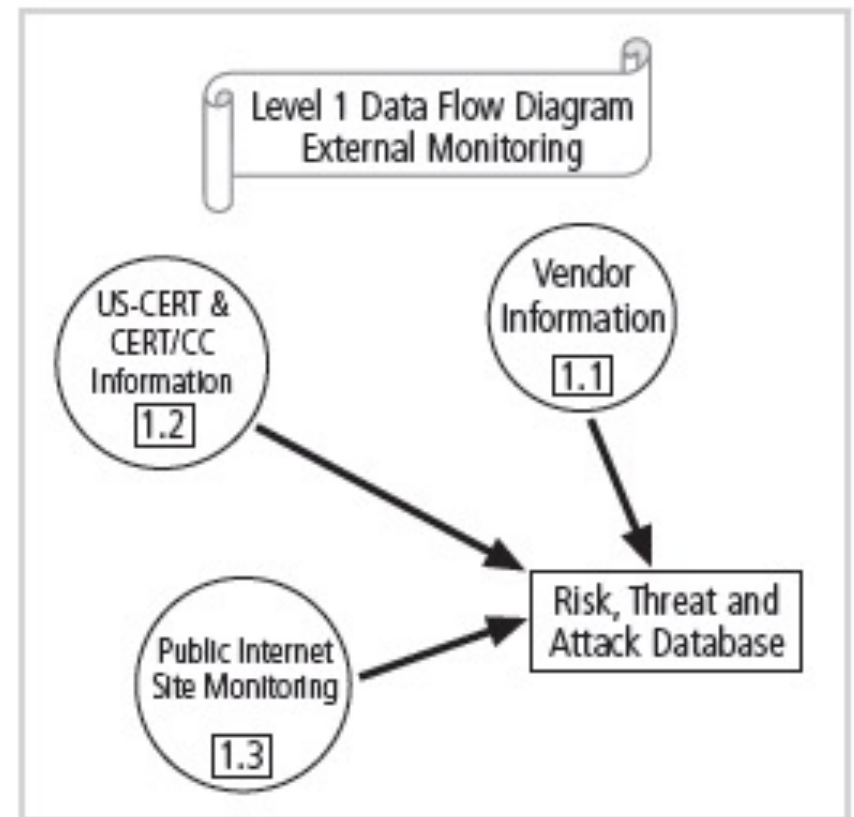 Level 1 Data Flow Diagram
External Monitoring
US-CERT &
CERT/CC
Information
1.2
Vendor
Information
1.1
Risk, Threat and
Attack Database
Public Internet
Site Monitoring
1.3